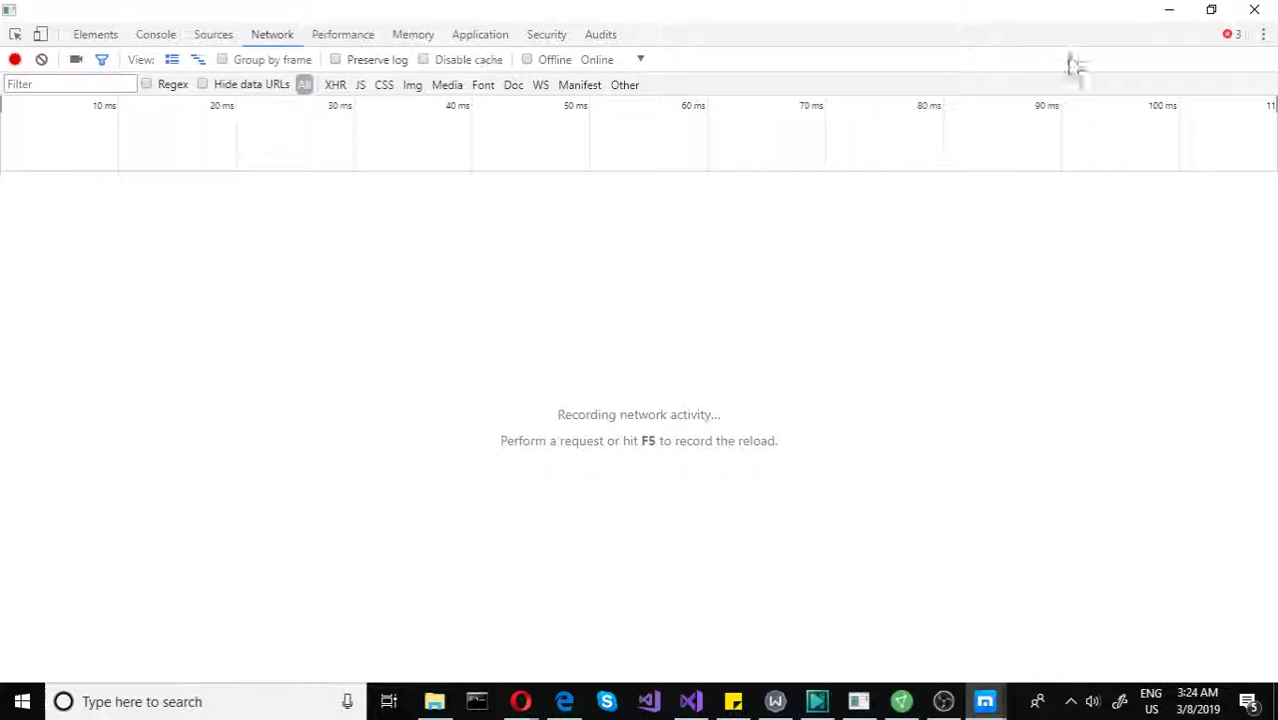 Elements Console Sources Network Performance Memory Application Security Audits 3
View: Group by frame Preserve log Disable cache Offline Online
Filter Regex Hide data URLs All XHR JS CSS Img Media Font Doc WS Manifest Other
10 ms 20 ms 30 ms 40 ms 50 ms 60 ms 70 ms 80 ms 90 ms 100 ms 11
Recording network activity...
Perform a request or hit F5 to record the reload.
Type here to search
ENG
US
3:24 AM
3/8/2019
5